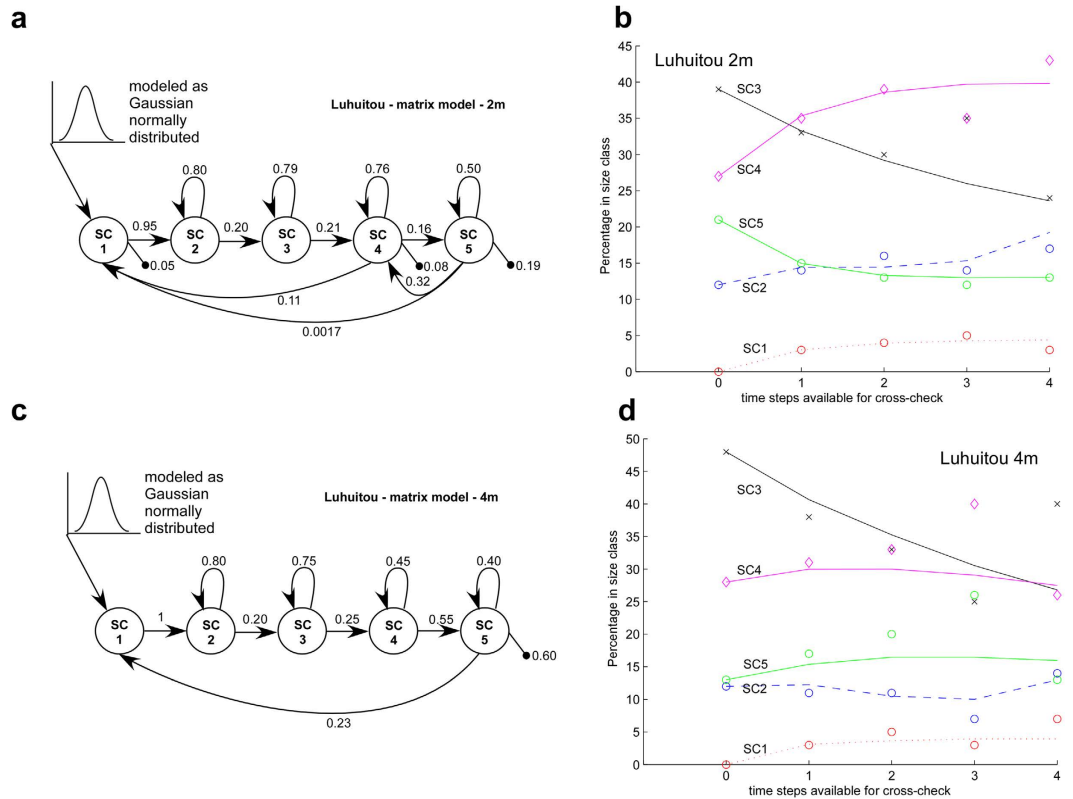 a
modeled as
Gaussian
normally
distributed
Luhuitou - matrix model - 2m
0.80
0.79
0.76
0.50
SC
1
0.95
SC
2
0.20
SC
3
0.21
SC
4
0.16
SC
5
0.05
0.08
0.32
0.19
0.11
0.0017
b
Luhuitou 2m
Percentage in size class
45
40
35
30
25
20
15
10
5
0
SC3
SC4
SC5
SC2
SC1
0 1 2 3 4
time steps available for cross-check
c
modeled as
Gaussian
normally
distributed
Luhuitou - matrix model - 4m
0.80
0.75
0.45
0.40
SC
1
1
SC
2
0.20
SC
3
0.25
SC
4
0.55
SC
5
0.60
0.23
d
Luhuitou 4m
Percentage in size class
50
45
40
35
30
25
20
15
10
5
0
SC3
SC4
SC5
SC2
SC1
0 1 2 3 4
time steps available for cross-check